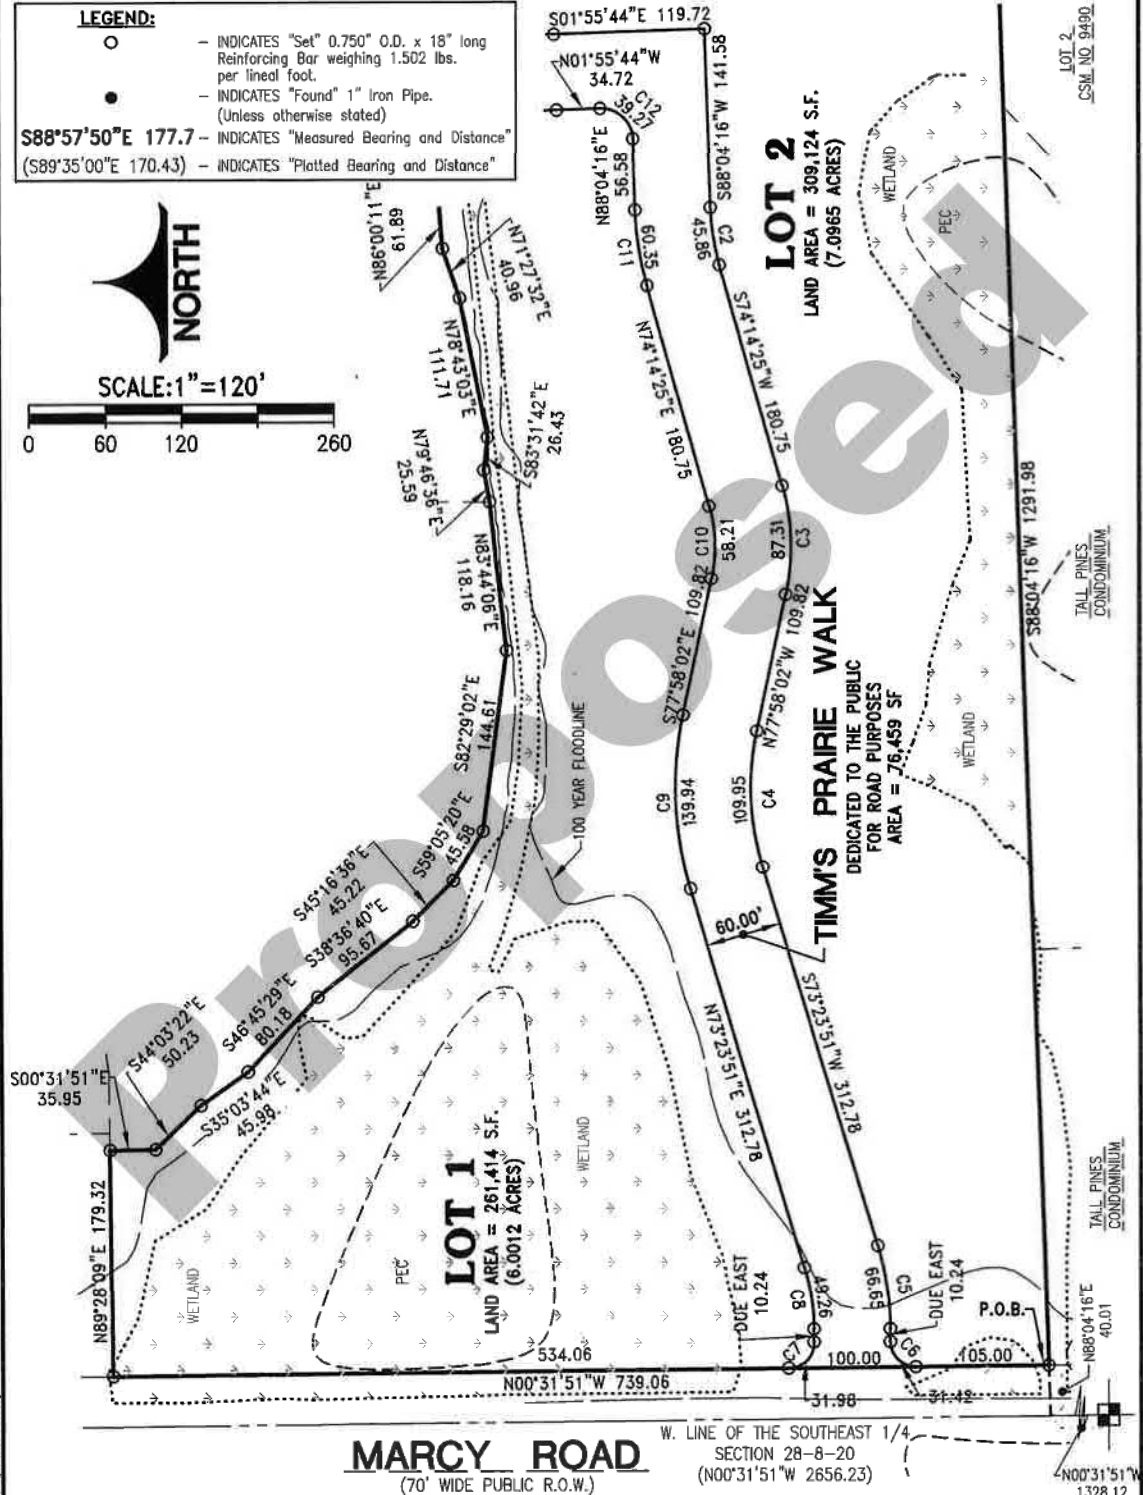 LEGEND:
– INDICATES "Set" 0.750" O.D. x 18" long
Reinforcing Bar weighing 1.502 lbs.
per lineal foot.
– INDICATES "Found" 1" Iron Pipe.
(Unless otherwise stated)
S88°57'50"E 177.7 – INDICATES "Measured Bearing and Distance"
(S89°35'00"E 170.43) – INDICATES "Platted Bearing and Distance"
NORTH
SCALE:1"=120'
0 60 120 260
S01°55'44"E 119.72
N01°55'44"W
34.72
C12
39.27
S88°04'16"W 141.58
N88°04'16"E
56.58
C11
60.35
C2
45.86
N74°14'25"E 180.75
S74°14'25"W 180.75
LOT 2
LAND AREA = 309,124 S.F.
(7.0965 ACRES)
LOT 2
CSM NO 9490
WETLAND
PEC
N86°00'11"E
61.89
N71°27'32"E
40.96
N78°43'03"E
111.71
S83°31'42"E
26.43
N79°46'36"E
25.59
N83°44'06"E
118.16
S82°29'02"E
144.61
S59°05'20"E
45.58
S45°16'36"E
45.22
S38°36'40"E
95.67
S46°45'29"E
80.18
S35°03'44"E
45.98
S44°03'22"E
50.23
S00°31'51"E
35.95
N89°28'09"E 179.32
C10
58.21
87.31
C3
S77°58'02"E 109.82
N77°58'02"W 109.82
C9
139.94
109.95
C4
100 YEAR FLOODLINE
TIMM'S PRAIRIE WALK
DEDICATED TO THE PUBLIC
FOR ROAD PURPOSES
AREA = 76,459 SF
60.00'
WETLAND
S88°04'16"W 1291.98
TALL PINES
CONDOMINIUM
N73°23'51"E 312.78
S73°23'51"W 312.78
Proposed
LOT 1
LAND AREA = 261,414 S.F.
(6.0012 ACRES)
WETLAND
PEC
WETLAND
TALL PINES
CONDOMINIUM
DUE EAST
10.24
C8
49.26
C5
66.65
DUE EAST
10.24
P.O.B.
N88°04'16"E
40.01
534.06
C7
100.00
C6
105.00
N00°31'51"W 739.06
31.98
31.42
MARCY ROAD
(70' WIDE PUBLIC R.O.W.)
W. LINE OF THE SOUTHEAST 1/4
SECTION 28-8-20
(N00°31'51"W 2656.23)
N00°31'51"W
1328.12